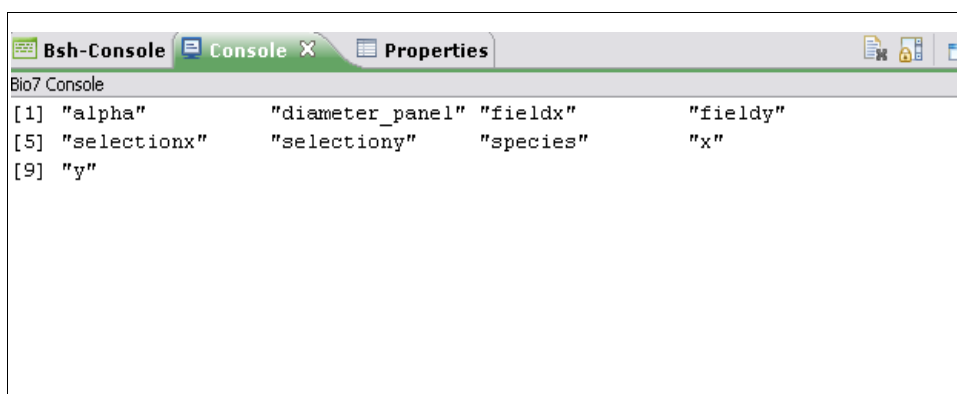 Bsh-Console Console Properties
Bio7 Console
[1] "alpha" "diameter_panel" "fieldx" "fieldy"
[5] "selectionx" "selectiony" "species" "x"
[9] "y"